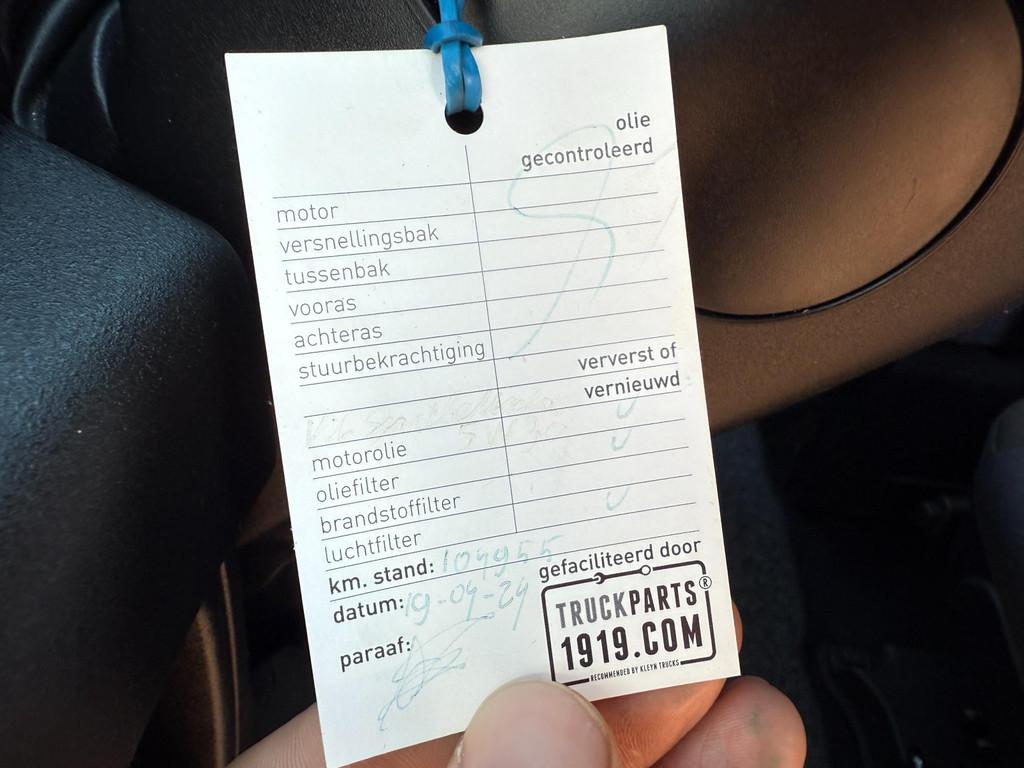 olie
gecontroleerd
motor
versnellingsbak
tussenbak
vooras
achteras
stuurbekrachtiging
ververst of
vernieuwd
motorolie
oliefilter
brandstoffilter
luchtfilter
km. stand: 104955
datum: 19-04-24
paraaf:
gefaciliteerd door
TRUCKPARTS®
1919.COM
RECOMMENDED BY KLEYN TRUCKS